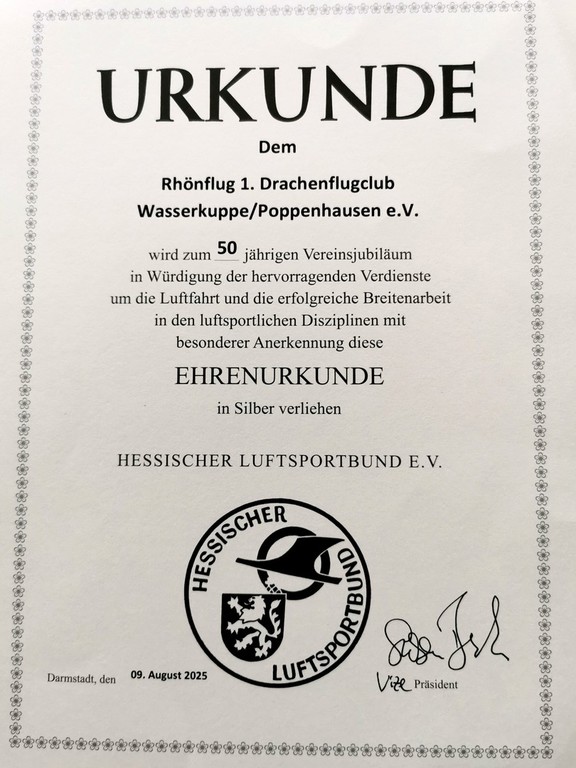 URKUNDE
Dem
Rhönflug 1. Drachenflugclub
Wasserkuppe/Poppenhausen e.V.
wird zum 50 jährigen Vereinsjubiläum
in Würdigung der hervorragenden Verdienste
um die Luftfahrt und die erfolgreiche Breitenarbeit
in den luftsportlichen Disziplinen mit
besonderer Anerkennung diese
EHRENURKUNDE
in Silber verliehen
HESSISCHER LUFTSPORTBUND E.V.
HESSISCHER
LUFTSPORTBUND
Darmstadt, den 09. August 2025
Vize Präsident